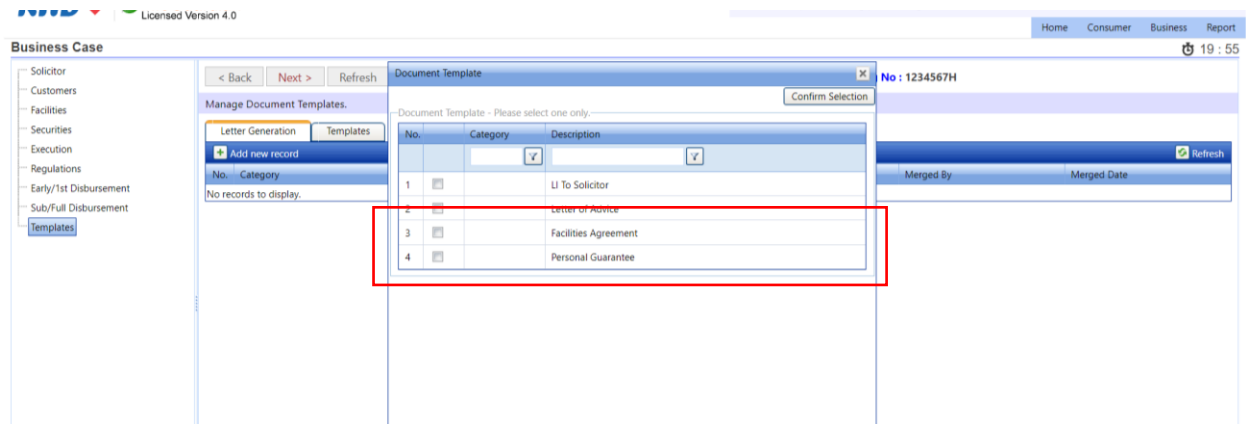 Licensed Version 4.0
Home Consumer Business Report
Business Case
19 : 55
Solicitor
Customers
Facilities
Securities
Execution
Regulations
Early/1st Disbursement
Sub/Full Disbursement
Templates
< Back Next > Refresh
No : 1234567H
Manage Document Templates.
Letter Generation Templates
Add new record
Refresh
No. Category
Merged By Merged Date
No records to display.
Document Template
Confirm Selection
Document Template - Please select one only.
No. Category Description
1 LI To Solicitor
2 Letter of Advice
3 Facilities Agreement
4 Personal Guarantee